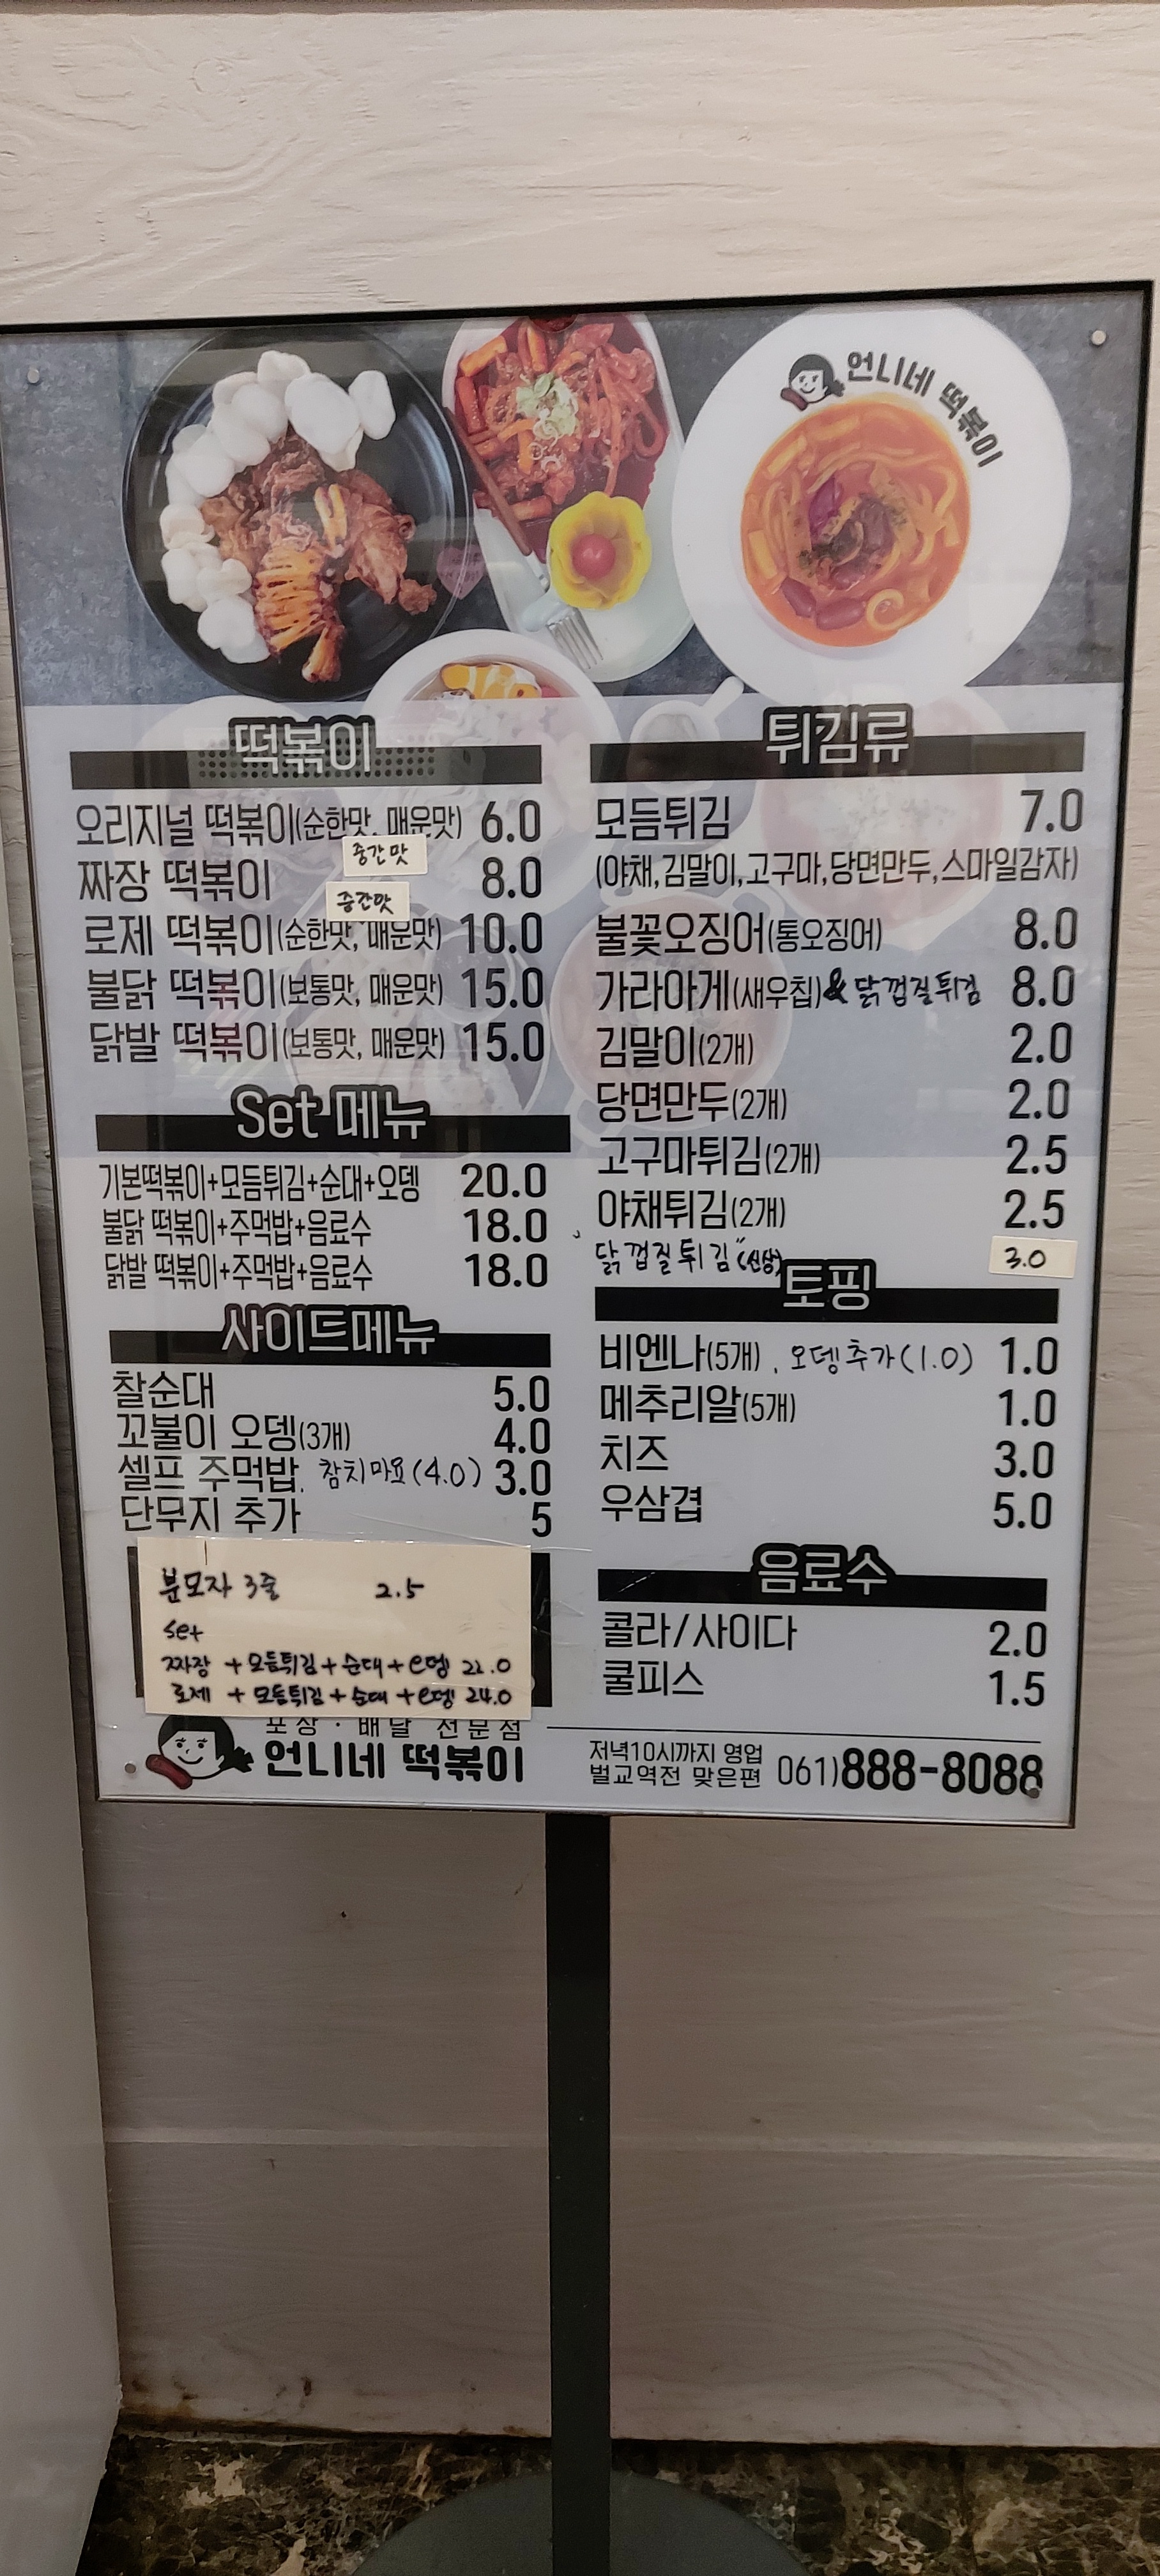 언니네 떡볶이
떡볶이
오리지널 떡볶이(순한맛, 매운맛) 6.0
중간맛
짜장 떡볶이 8.0
중간맛
로제 떡볶이(순한맛, 매운맛) 10.0
불닭 떡볶이(보통맛, 매운맛) 15.0
닭발 떡볶이(보통맛, 매운맛) 15.0
Set 메뉴
기본떡볶이+모듬튀김+순대+오뎅 20.0
불닭 떡볶이+주먹밥+음료수 18.0
닭발 떡볶이+주먹밥+음료수 18.0
사이드메뉴
찰순대 5.0
꼬불이 오뎅(3개) 4.0
셀프 주먹밥. 참치마요(4.0) 3.0
단무지 추가 5
분모자 3줄 2.5
set
짜장 +모듬튀김+순대+오뎅 22.0
로제 +모듬튀김+순대+오뎅 24.0
튀김류
모듬튀김 7.0
(야채,김말이,고구마,당면만두,스마일감자)
불꽃오징어(통오징어) 8.0
가라아게(새우칩)& 닭껍질튀김 8.0
김말이(2개) 2.0
당면만두(2개) 2.0
고구마튀김(2개) 2.5
야채튀김(2개) 2.5
닭껍질튀김 3.0
토핑
비엔나(5개) , 오뎅추가(1.0) 1.0
메추리알(5개) 1.0
치즈 3.0
우삼겹 5.0
음료수
콜라/사이다 2.0
쿨피스 1.5
포장·배달 전문점
언니네 떡볶이
저녁10시까지 영업
벌교역전 맞은편 061)888-8088